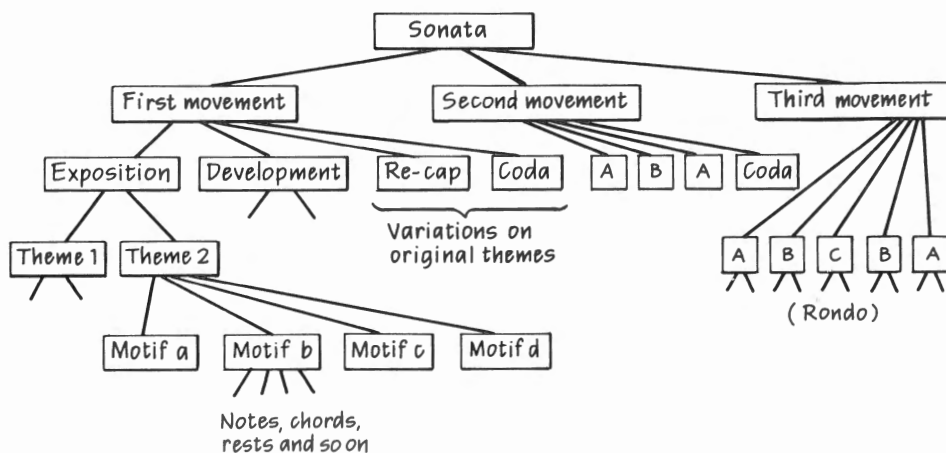 Sonata
First movement
Second movement
Third movement
Exposition
Development
Re-cap
Coda
A
B
A
Coda
Variations on
original themes
Theme 1
Theme 2
A
B
C
B
A
(Rondo)
Motif a
Motif b
Motif c
Motif d
Notes, chords,
rests and so on